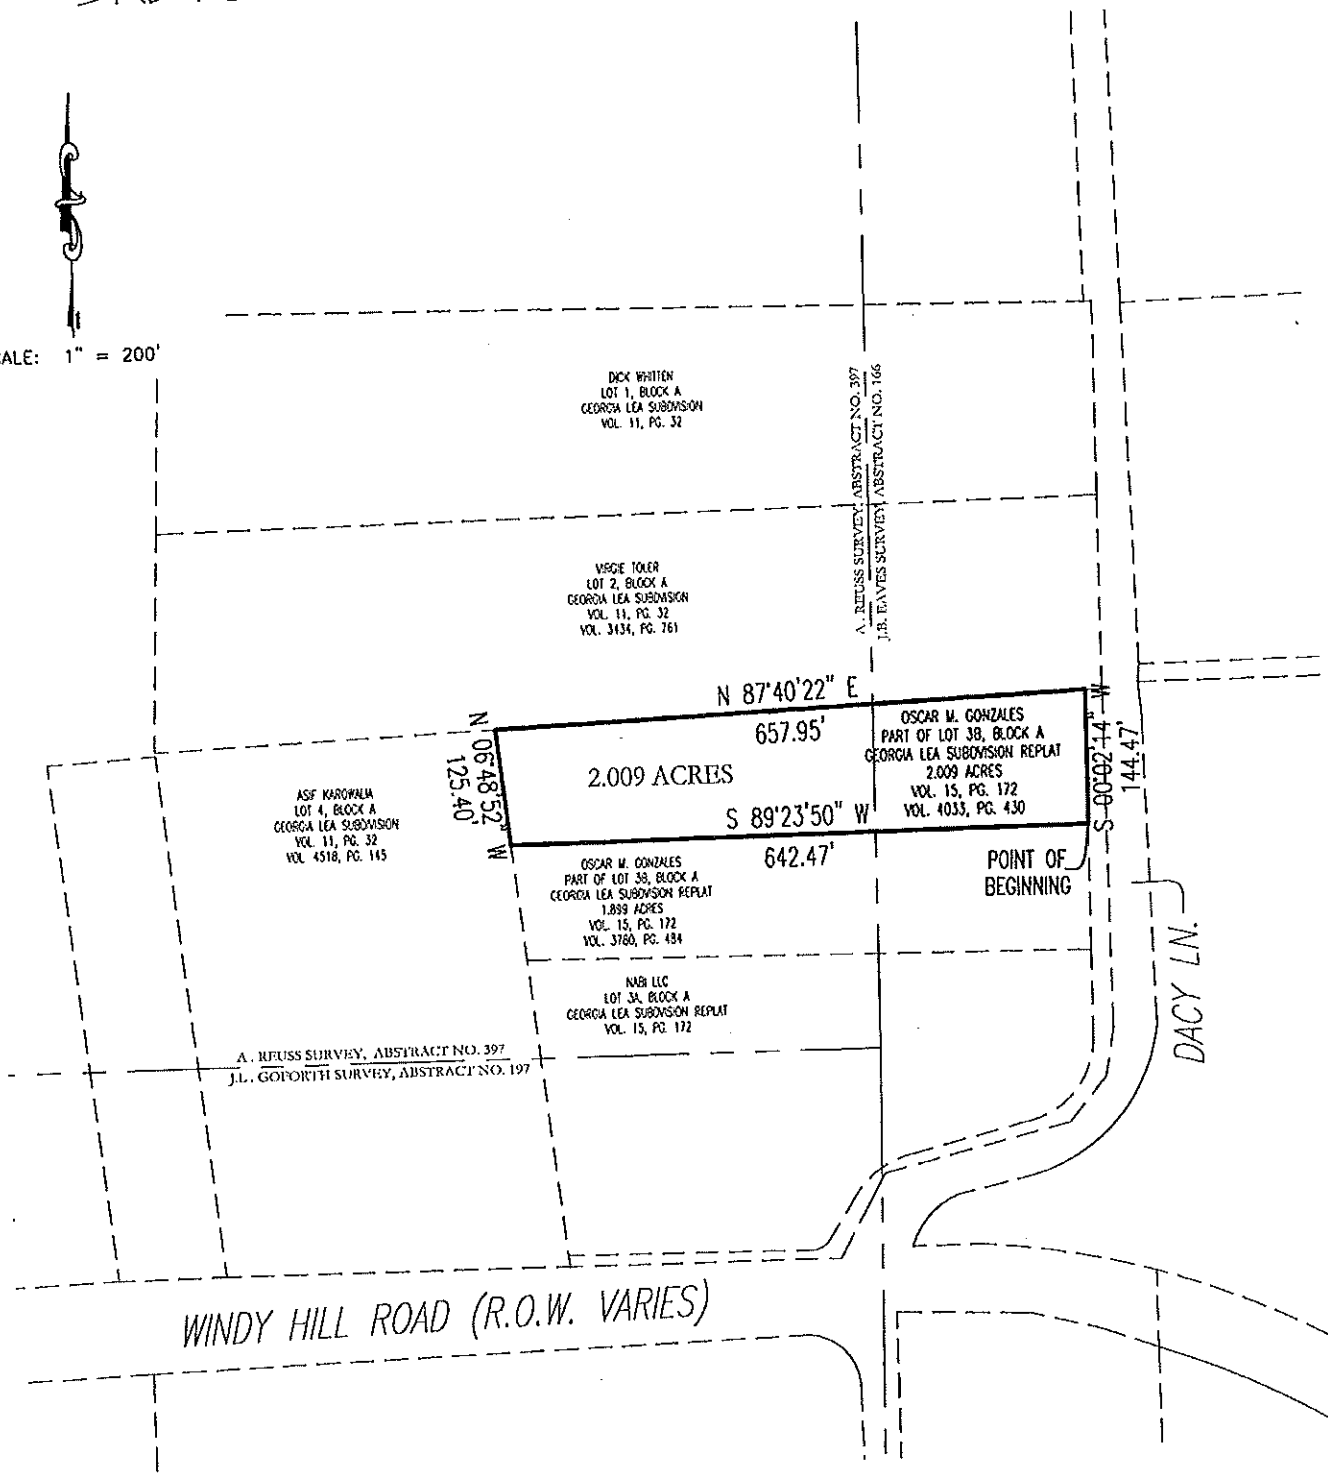 ALE: 1" = 200'
DICK WHITTEN
LOT 1, BLOCK A
GEORGIA LEA SUBDIVISION
VOL. 11, PG. 32
A. REUSS SURVEY, ABSTRACT NO. 397
J.B. EAVES SURVEY, ABSTRACT NO. 166
VIRGIE TOLER
LOT 2, BLOCK A
GEORGIA LEA SUBDIVISION
VOL. 11, PG. 32
VOL. 3434, PG. 761
N 87°40'22" E
657.95'
N 06°48'52" W
125.40'
2.009 ACRES
OSCAR M. GONZALES
PART OF LOT 3B, BLOCK A
GEORGIA LEA SUBDIVISION REPLAT
2.009 ACRES
VOL. 15, PG. 172
VOL. 4033, PG. 430
S 00°02'14" W
144.47'
S 89°23'50" W
642.47'
ASIF KAROWALIA
LOT 4, BLOCK A
GEORGIA LEA SUBDIVISION
VOL. 11, PG. 32
VOL 4518, PG. 145
OSCAR M. GONZALES
PART OF LOT 3B, BLOCK A
GEORGIA LEA SUBDIVISION REPLAT
1.899 ACRES
VOL. 15, PG. 172
VOL. 3760, PG. 484
POINT OF
BEGINNING
NABI LLC
LOT 3A, BLOCK A
GEORGIA LEA SUBDIVISION REPLAT
VOL. 15, PG. 172
DACY LN.
A. REUSS SURVEY, ABSTRACT NO. 397
J.L. GOFORTH SURVEY, ABSTRACT NO. 197
WINDY HILL ROAD (R.O.W. VARIES)